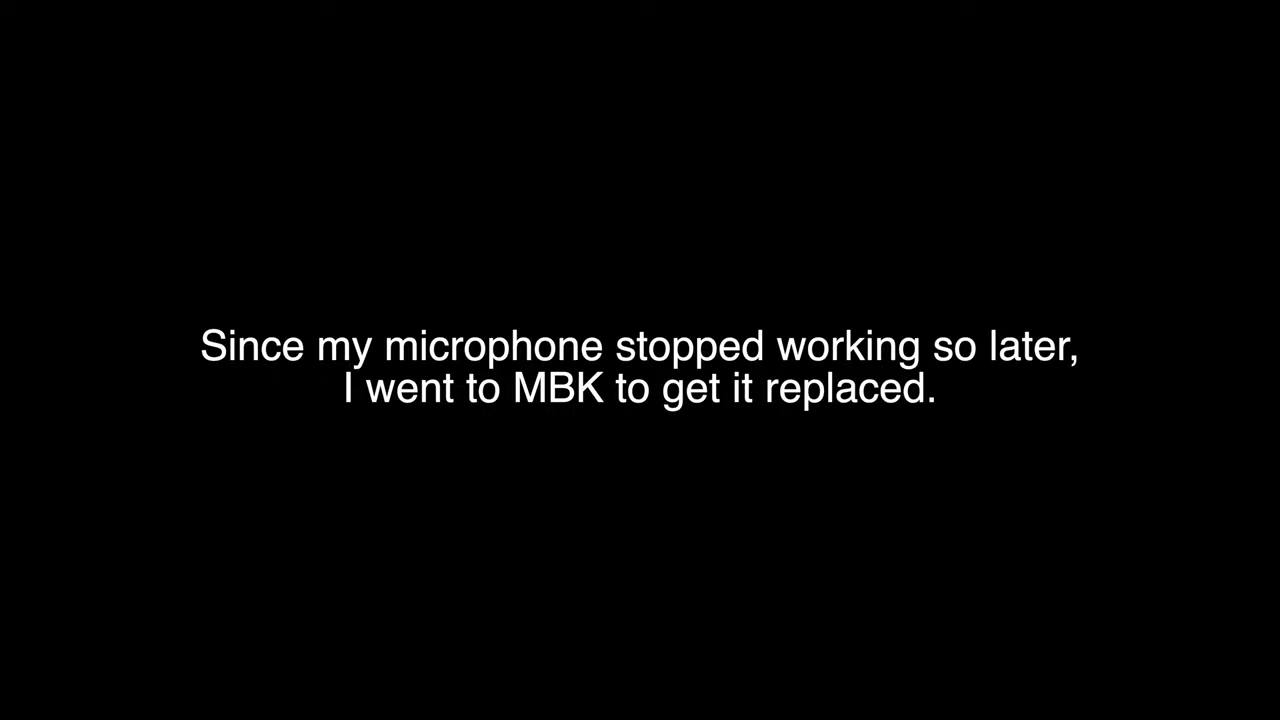 Since my microphone stopped working so later,
I went to MBK to get it replaced.